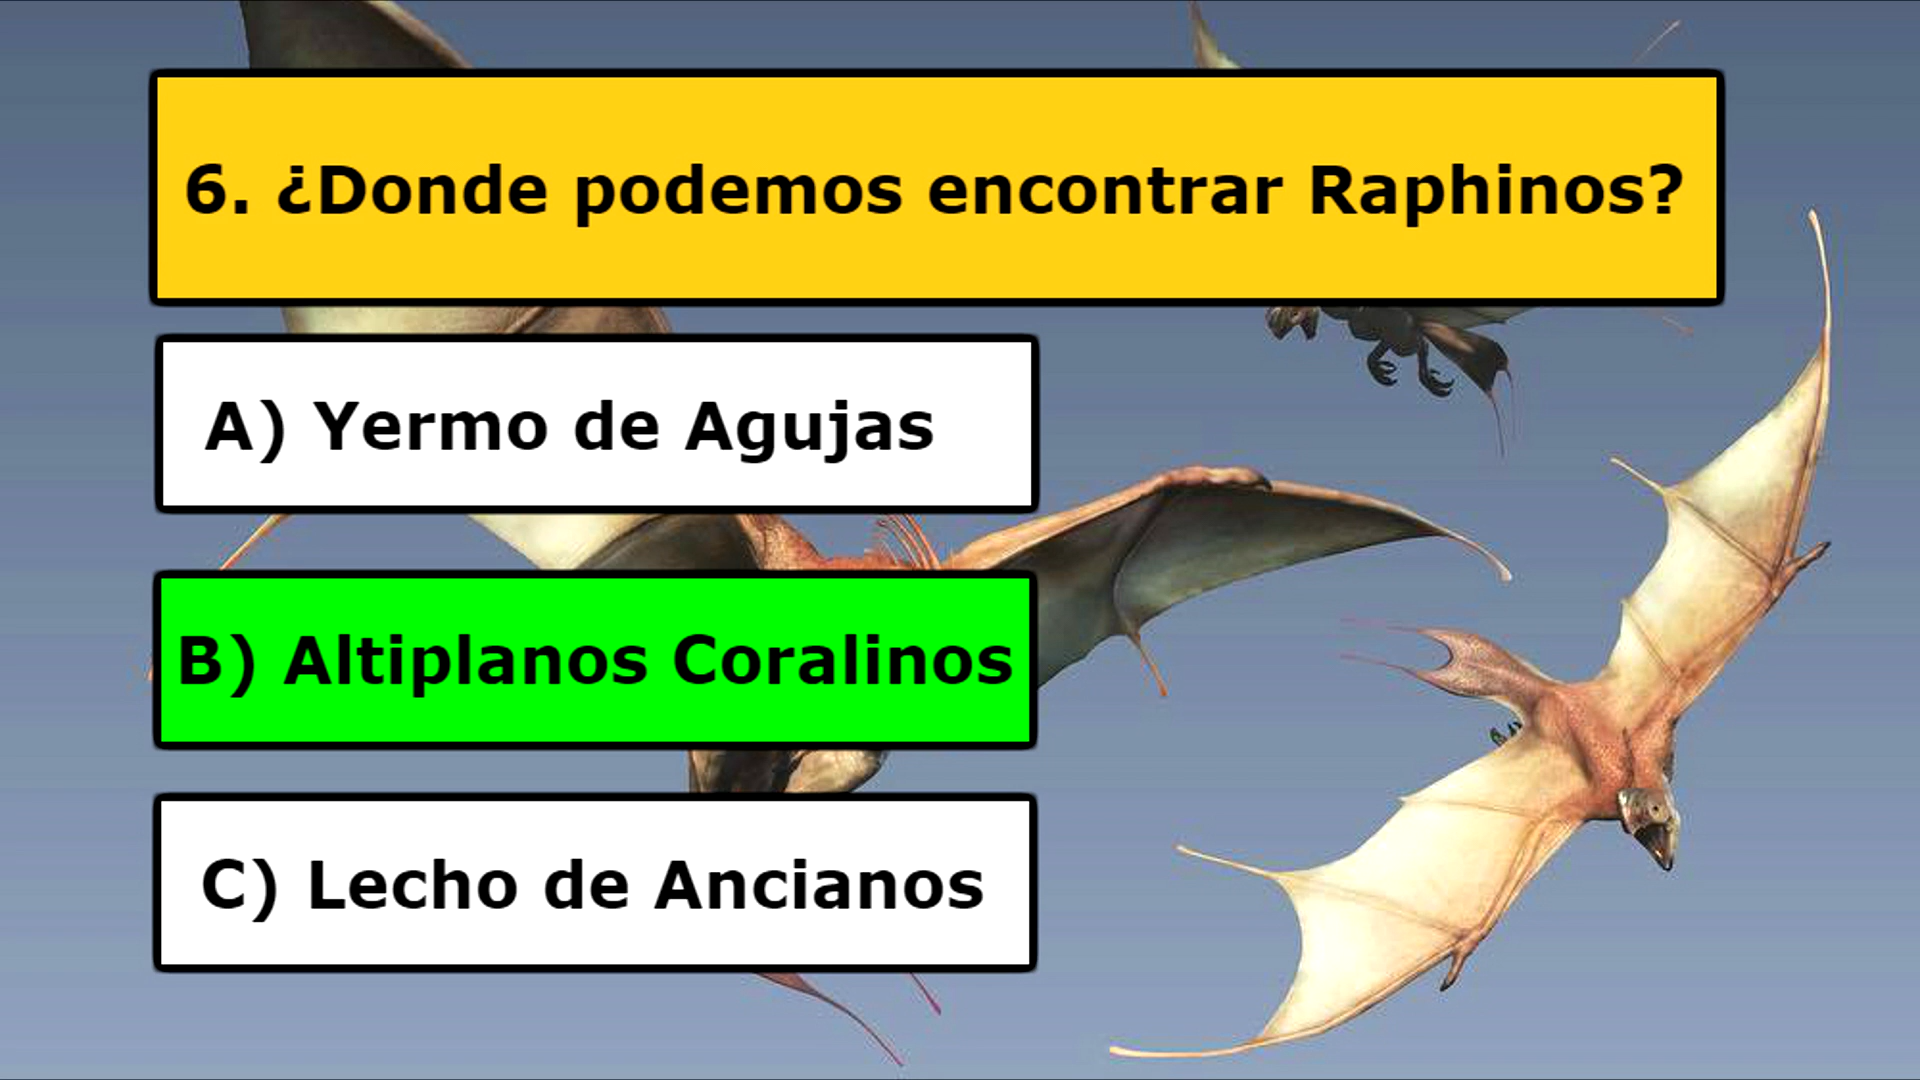 6. ¿Donde podemos encontrar Raphinos?
A) Yermo de Agujas
B) Altiplanos Coralinos
C) Lecho de Ancianos